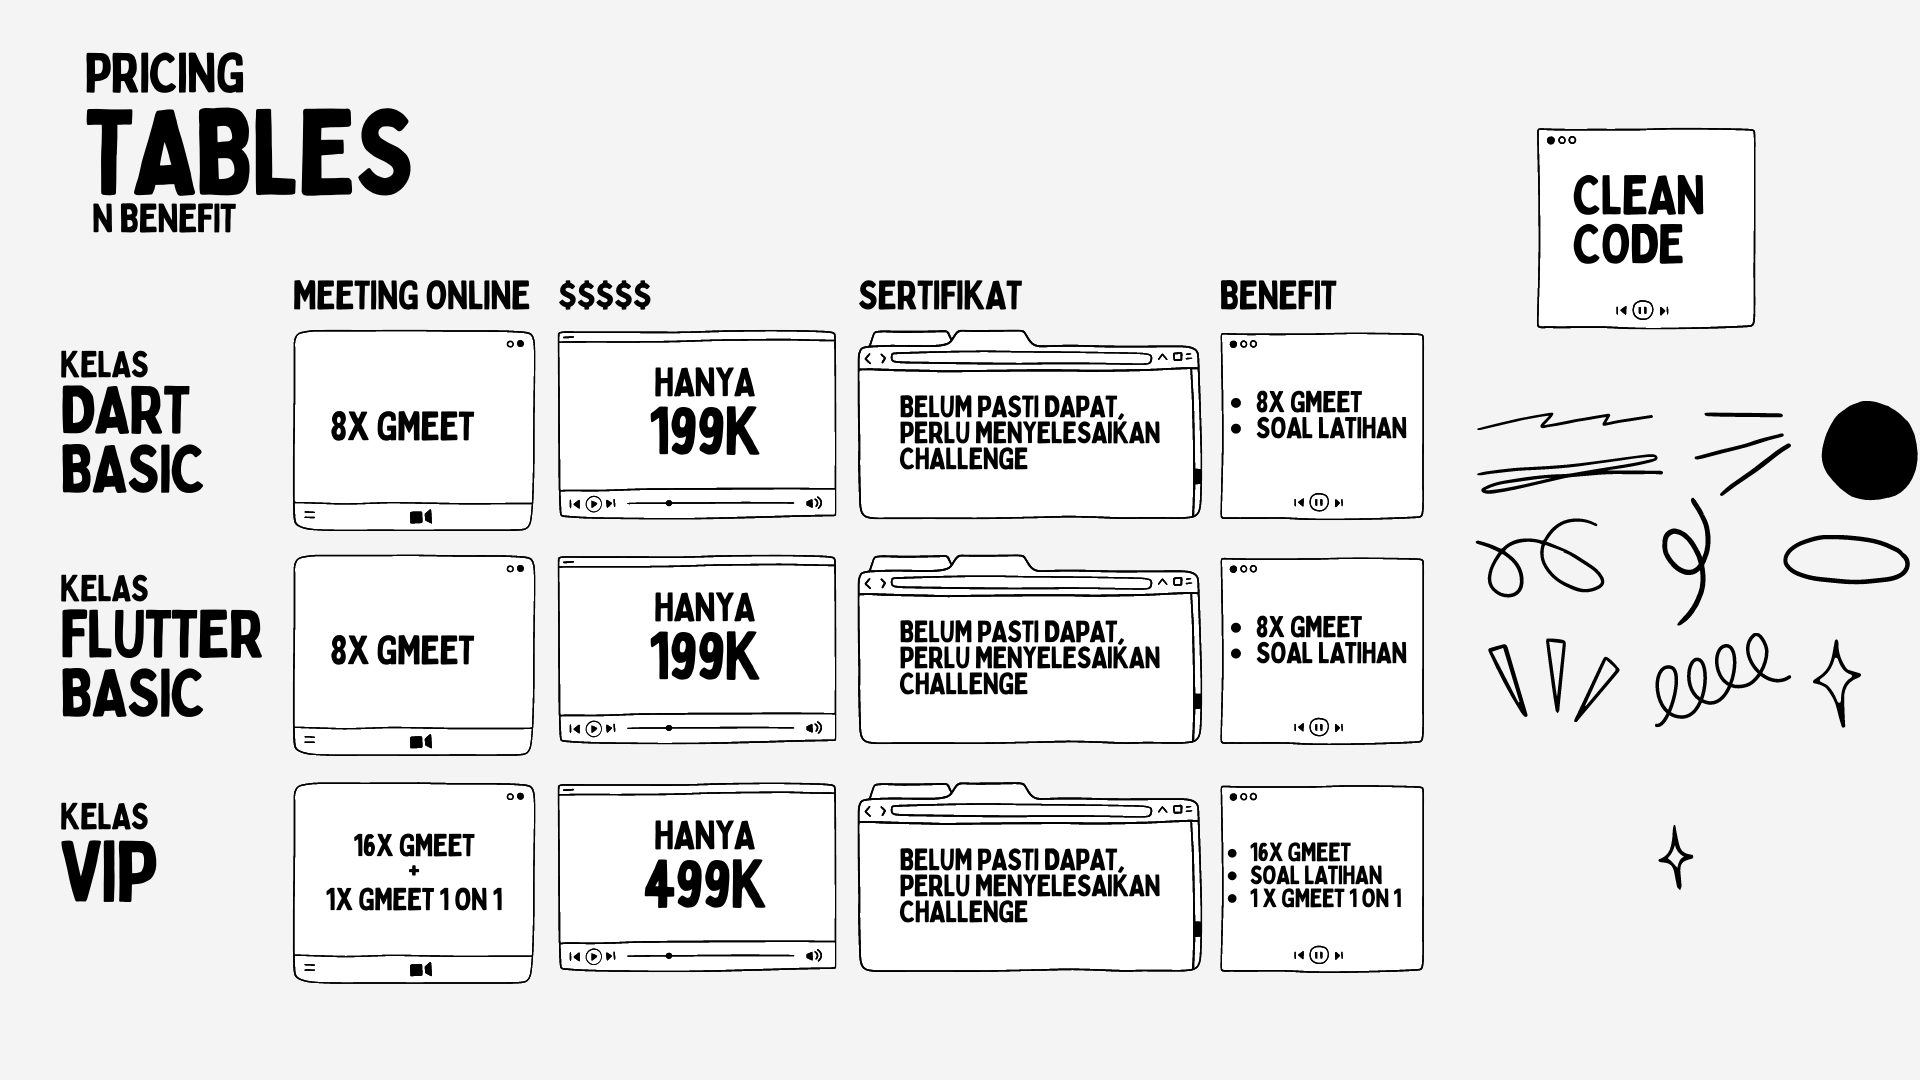 PRICING
TABLES
N BENEFIT
CLEAN
CODE
MEETING ONLINE
$$$$$
SERTIFIKAT
BENEFIT
KELAS
DART
BASIC
8X GMEET
HANYA
199K
BELUM PASTI DAPAT,
PERLU MENYELESAIKAN
CHALLENGE
• 8X GMEET
• SOAL LATIHAN
KELAS
FLUTTER
BASIC
8X GMEET
HANYA
199K
BELUM PASTI DAPAT,
PERLU MENYELESAIKAN
CHALLENGE
• 8X GMEET
• SOAL LATIHAN
KELAS
VIP
16X GMEET
+
1X GMEET 1 ON 1
HANYA
499K
BELUM PASTI DAPAT,
PERLU MENYELESAIKAN
CHALLENGE
• 16X GMEET
• SOAL LATIHAN
• 1 X GMEET 1 ON 1